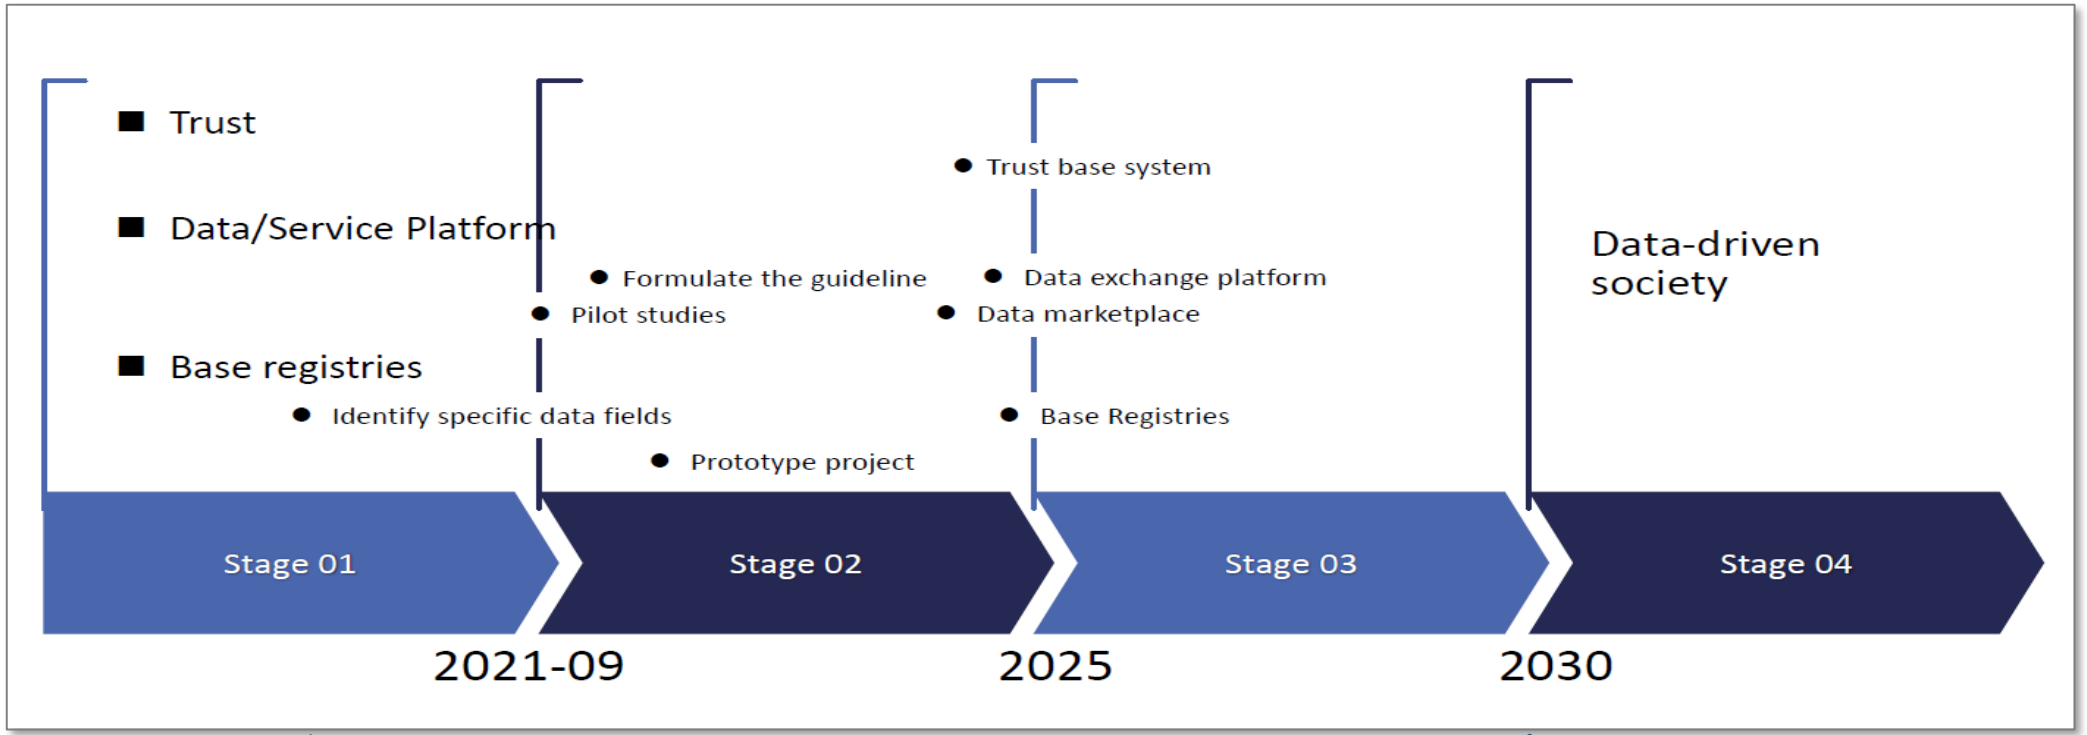 Trust
Trust base system
Data/Service Platform
Formulate the guideline
Data exchange platform
Pilot studies
Data marketplace
Data-driven
society
Base registries
Identify specific data fields
Base Registries
Prototype project
Stage 01
Stage 02
Stage 03
Stage 04
2021-09
2025
2030